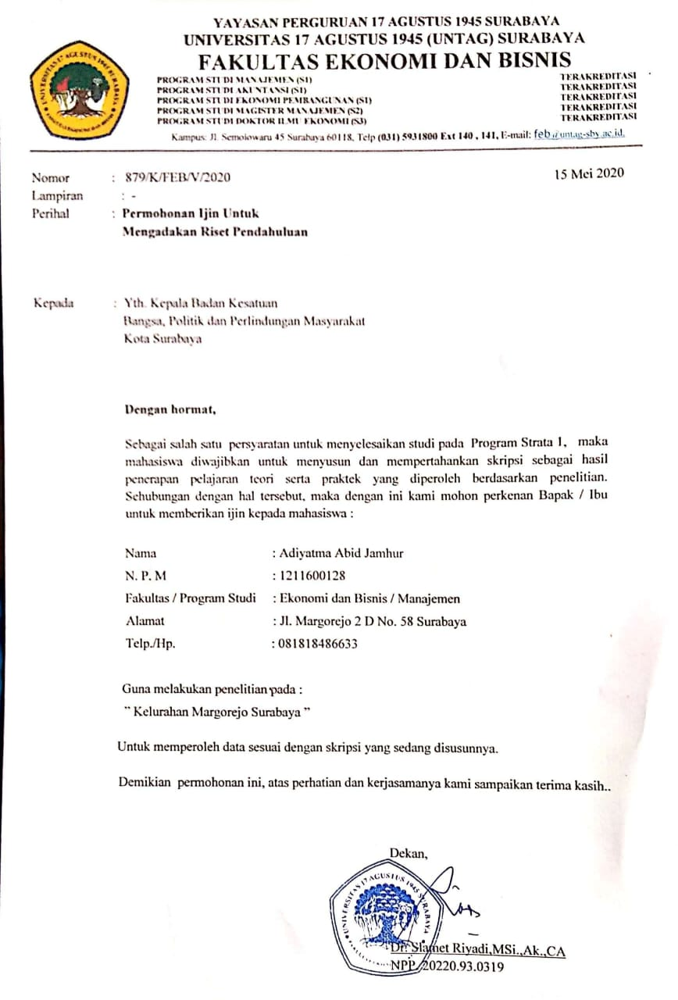 YAYASAN PERGURUAN 17 AGUSTUS 1945 SURABAYA
UNIVERSITAS 17 AGUSTUS 1945 (UNTAG) SURABAYA
FAKULTAS EKONOMI DAN BISNIS
PROGRAM STUDI MANAJEMEN (S1) TERAKREDITASI
PROGRAM STUDI AKUNTANSI (S1) TERAKREDITASI
PROGRAM STUDI EKONOMI PEMBANGUNAN (S1) TERAKREDITASI
PROGRAM STUDI MAGISTER MANAJEMEN (S2) TERAKREDITASI
PROGRAM STUDI DOKTOR ILMU EKONOMI (S3) TERAKREDITASI
Kampus: Jl. Semolowaru 45 Surabaya 60118, Telp (031) 5931800 Ext 140 , 141, E-mail: feb@untag-sby.ac.id.
UNIVERSITAS 17 AGUSTUS 1945
Nomor : 879/K/FEB/V/2020 15 Mei 2020
Lampiran : -
Perihal : Permohonan Ijin Untuk
Mengadakan Riset Pendahuluan
Kepada : Yth. Kepala Badan Kesatuan
Bangsa, Politik dan Perlindungan Masyarakat
Kota Surabaya
Dengan hormat,
Sebagai salah satu persyaratan untuk menyelesaikan studi pada Program Strata 1, maka
mahasiswa diwajibkan untuk menyusun dan mempertahankan skripsi sebagai hasil
penerapan pelajaran teori serta praktek yang diperoleh berdasarkan penelitian.
Sehubungan dengan hal tersebut, maka dengan ini kami mohon perkenan Bapak / Ibu
untuk memberikan ijin kepada mahasiswa :
Nama : Adiyatma Abid Jamhur
N. P. M : 1211600128
Fakultas / Program Studi : Ekonomi dan Bisnis / Manajemen
Alamat : Jl. Margorejo 2 D No. 58 Surabaya
Telp./Hp. : 081818486633
Guna melakukan penelitian pada :
" Kelurahan Margorejo Surabaya "
Untuk memperoleh data sesuai dengan skripsi yang sedang disusunnya.
Demikian permohonan ini, atas perhatian dan kerjasamanya kami sampaikan terima kasih..
Dekan,
UNIVERSITAS 17 AGUSTUS 1945 SURABAYA
Dr. Slamet Riyadi,MSi.,Ak.,CA
NPP. 20220.93.0319